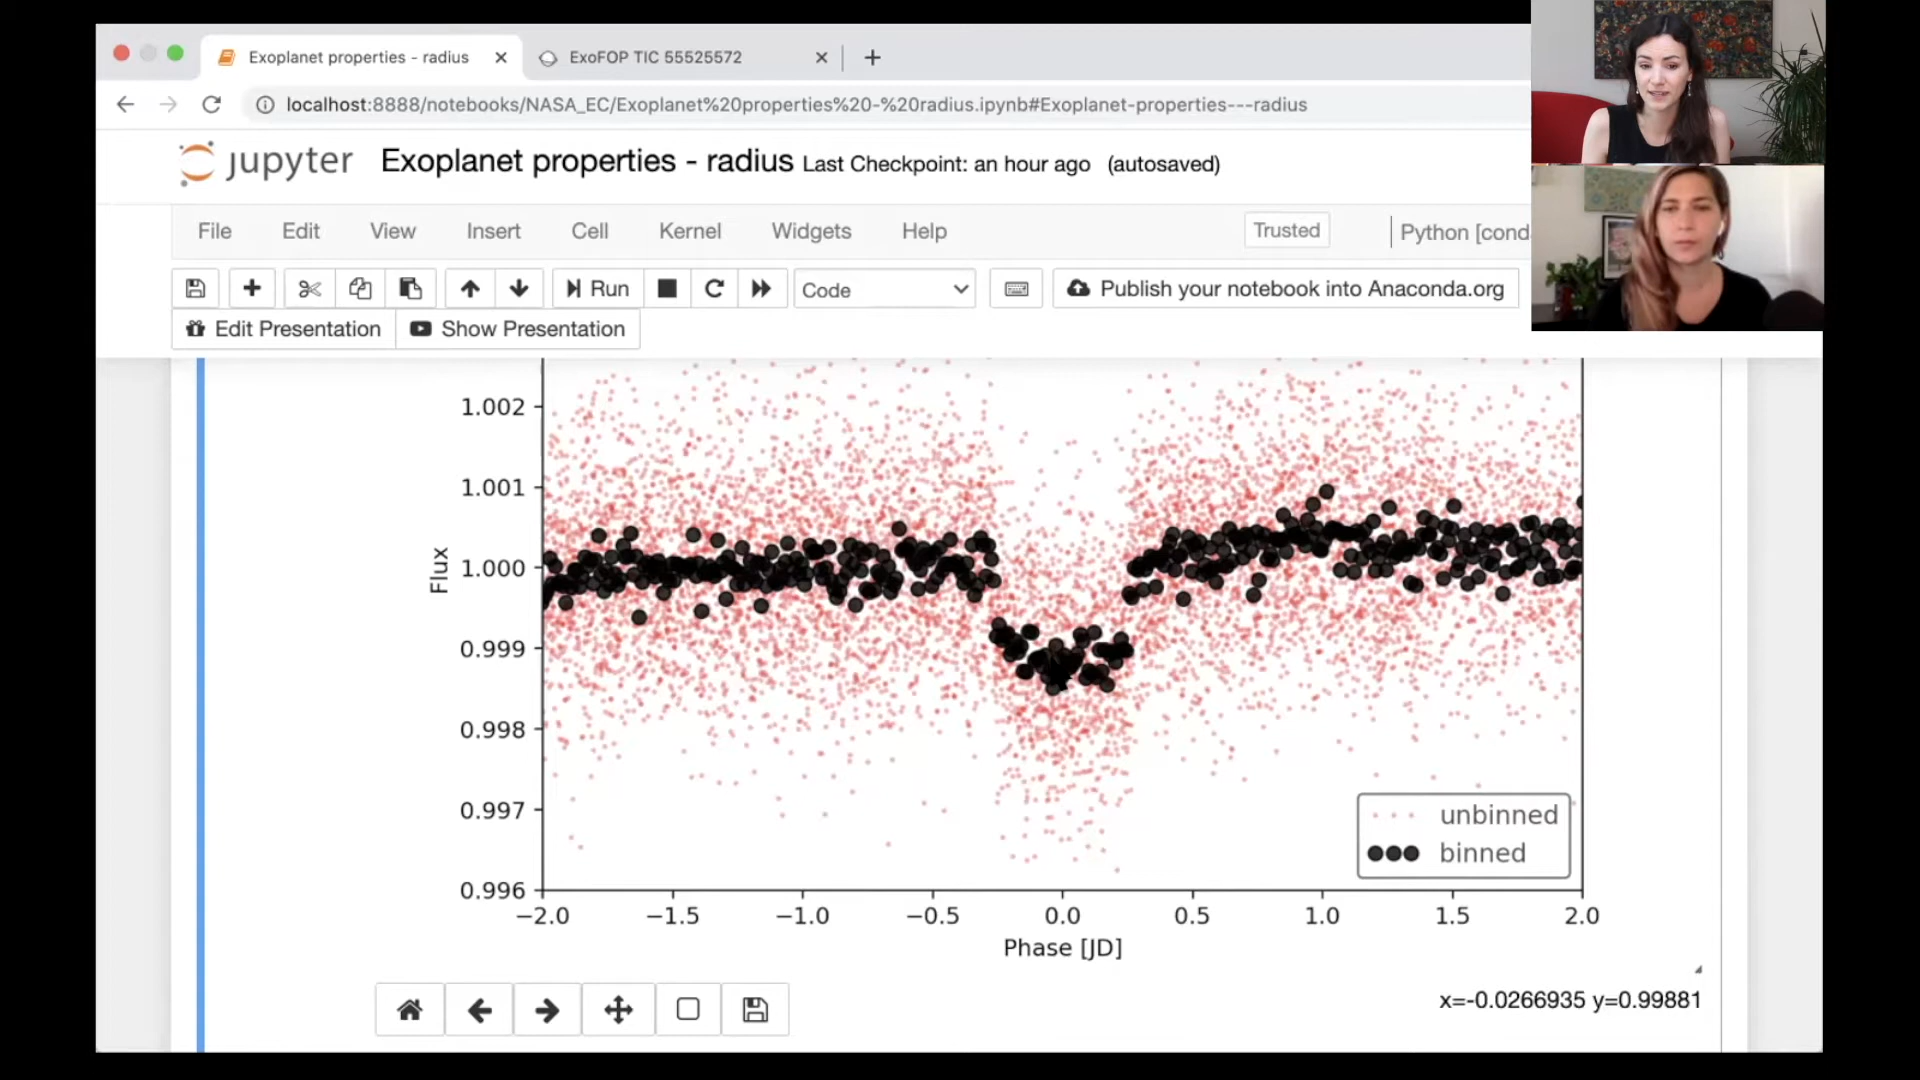 Exoplanet properties - radius
ExoFOP TIC 55525572
localhost:8888/notebooks/NASA_EC/Exoplanet%20properties%20-%20radius.ipynb#Exoplanet-properties---radius
jupyter Exoplanet properties - radius Last Checkpoint: an hour ago (autosaved)
File Edit View Insert Cell Kernel Widgets Help Trusted Python [cond
Run Code Publish your notebook into Anaconda.org
Edit Presentation Show Presentation
1.002
1.001
1.000
0.999
0.998
0.997
0.996
Flux
unbinned
binned
−2.0 −1.5 −1.0 −0.5 0.0 0.5 1.0 1.5 2.0
Phase [JD]
x=-0.0266935 y=0.99881